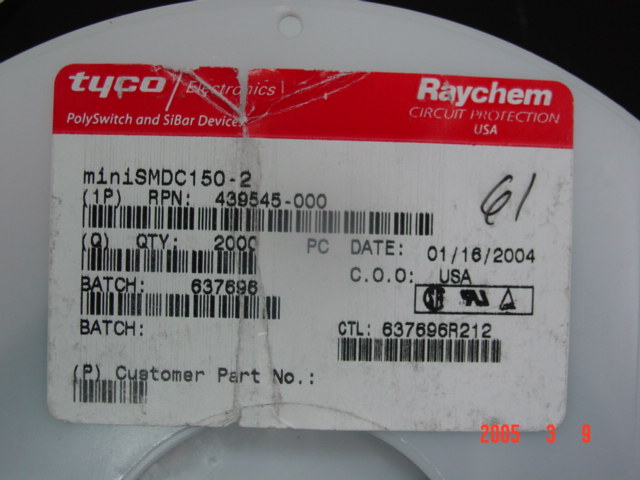 tyco Electronics
PolySwitch and SiBar Devices
Raychem
CIRCUIT PROTECTION
USA
miniSMDC150-2
(1P) RPN: 439545-000
61
(Q) QTY: 2000 PC DATE: 01/16/2004
C.O.O: USA
BATCH: 637696
BATCH:
CTL: 637696R212
(P) Customer Part No.:
2005 3 9